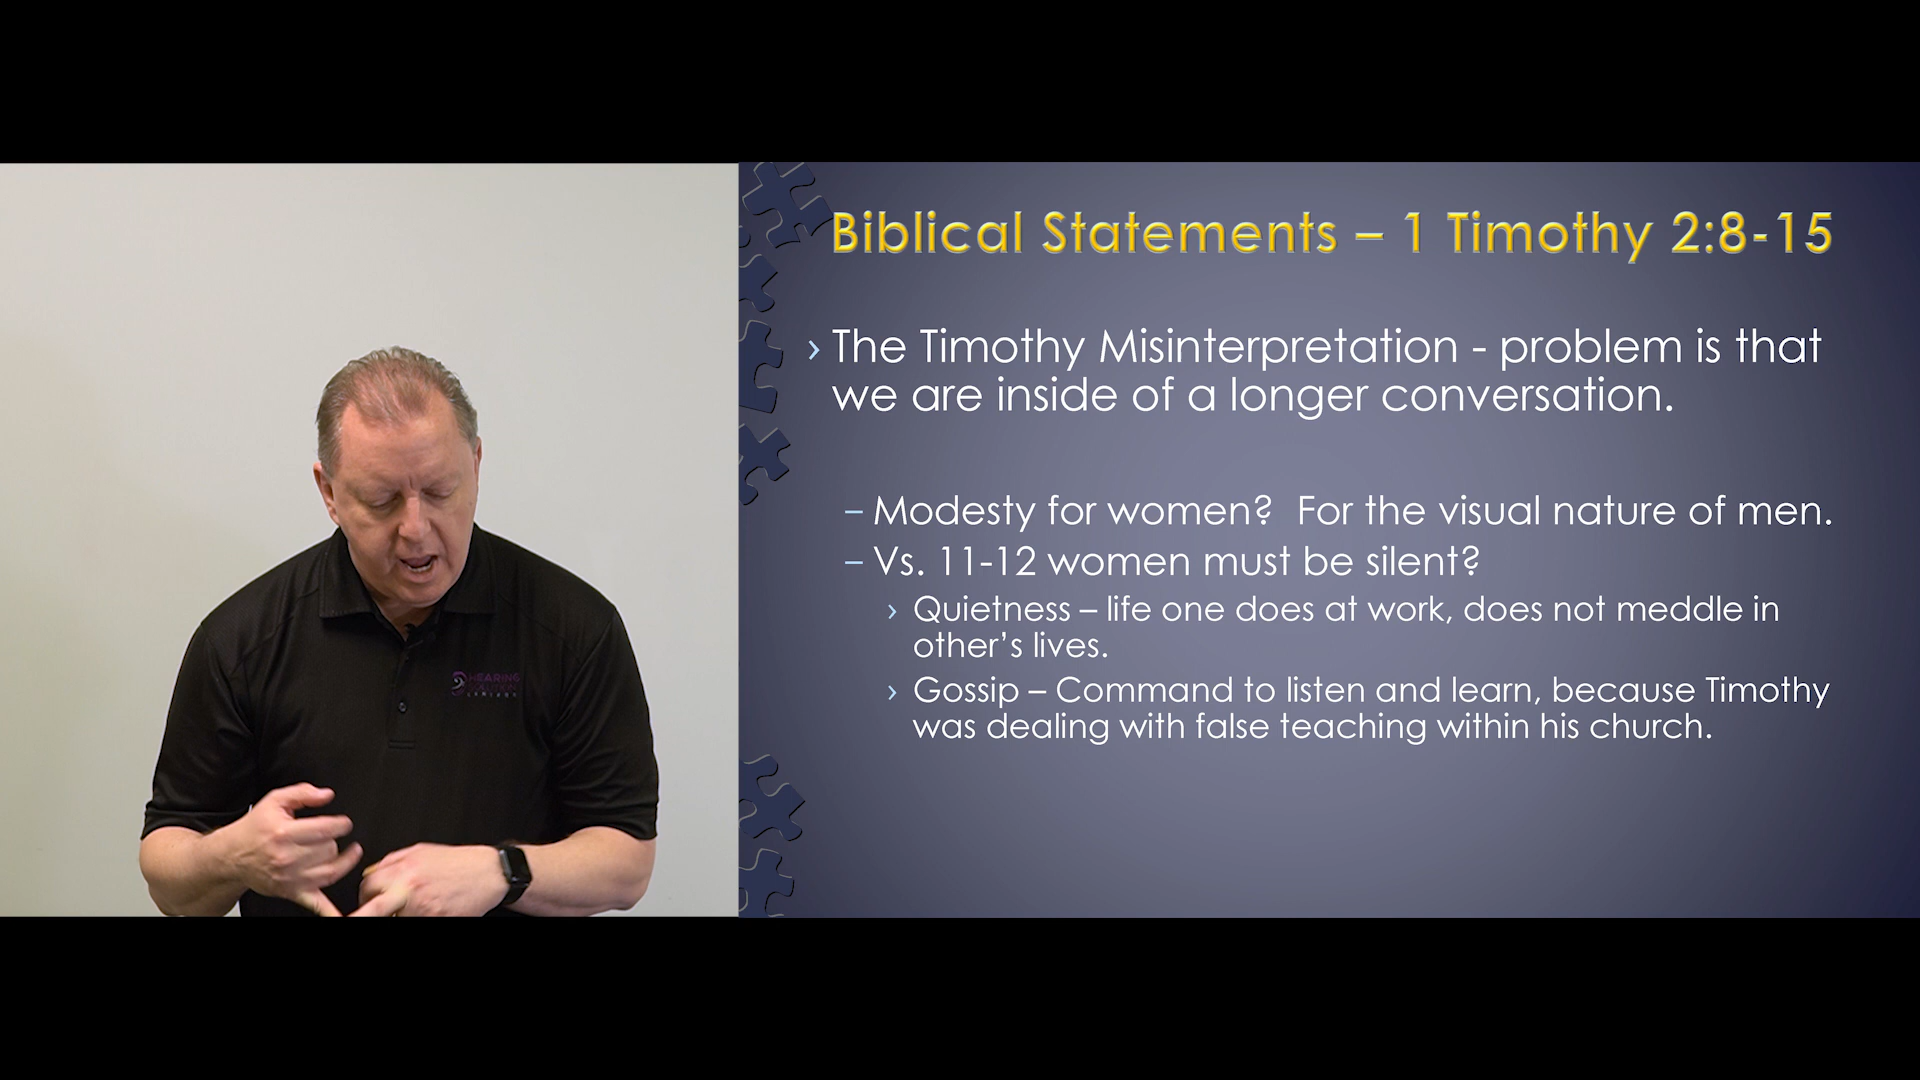 Biblical Statements – 1 Timothy 2:8-15
› The Timothy Misinterpretation - problem is that
we are inside of a longer conversation.
– Modesty for women? For the visual nature of men.
– Vs. 11-12 women must be silent?
› Quietness – life one does at work, does not meddle in
other’s lives.
› Gossip – Command to listen and learn, because Timothy
was dealing with false teaching within his church.
HEARING